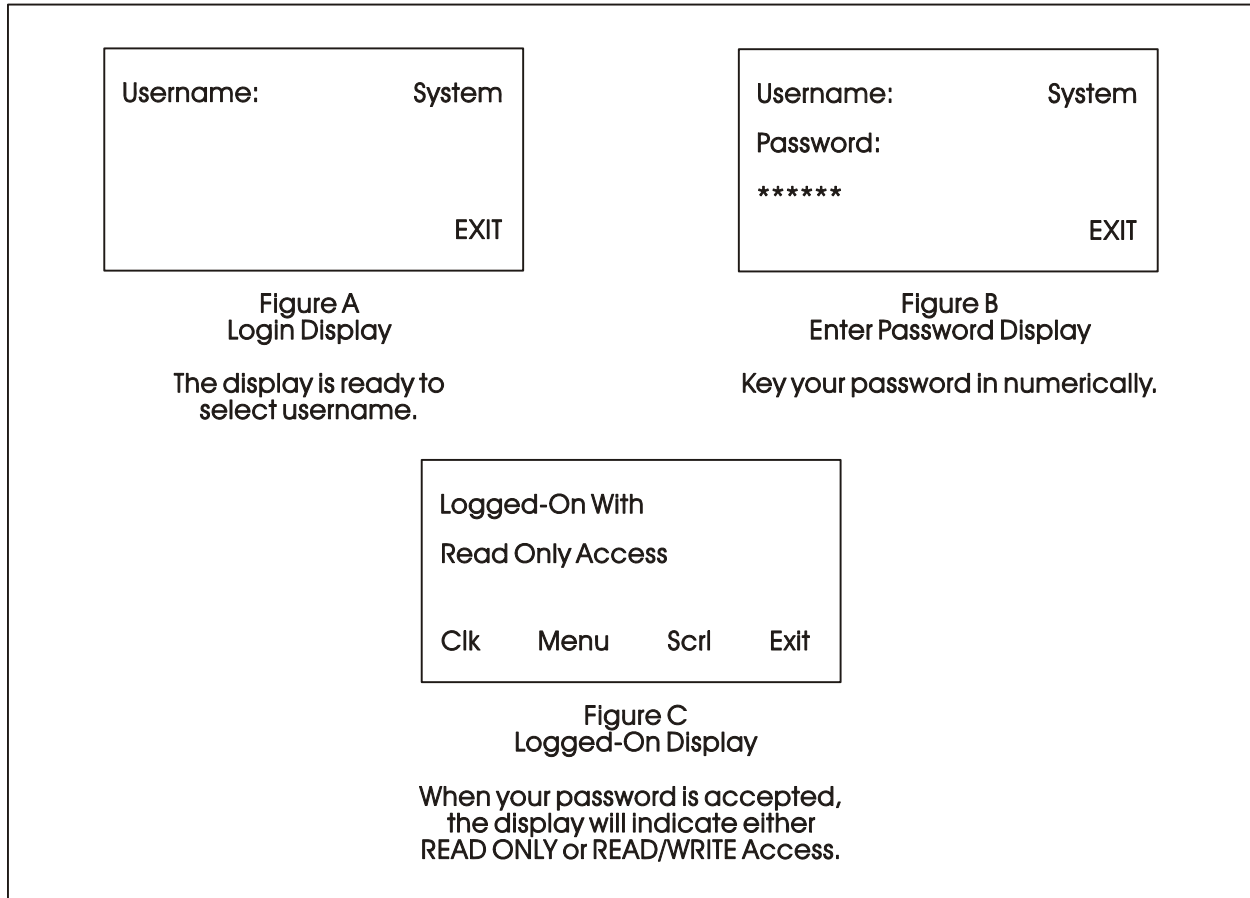 Username: System
EXIT
Figure A
Login Display
The display is ready to
select username.
Username: System
Password:
******
EXIT
Figure B
Enter Password Display
Key your password in numerically.
Logged-On With
Read Only Access
Clk Menu Scrl Exit
Figure C
Logged-On Display
When your password is accepted,
the display will indicate either
READ ONLY or READ/WRITE Access.